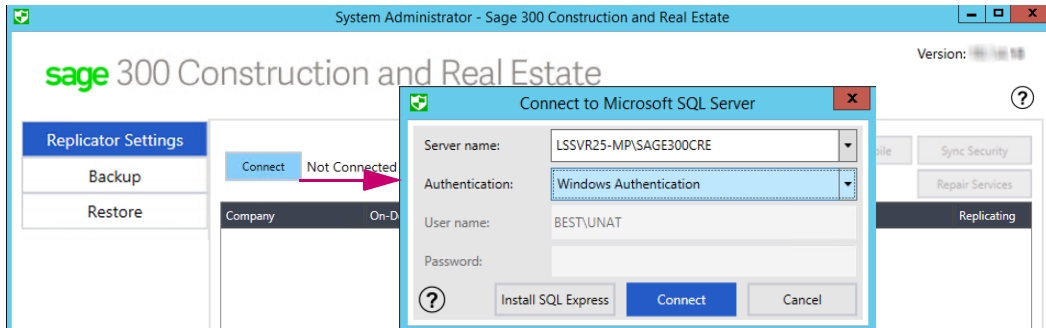 System Administrator - Sage 300 Construction and Real Estate
x
Version:
sage 300 Construction and Real Estate
?
Connect to Microsoft SQL Server
x
Replicator Settings
Backup
Restore
Connect
Not Connected
Server name:
LSSVR25-MP\SAGE300CRE
Authentication:
Windows Authentication
User name:
BEST\UNAT
Password:
?
Install SQL Express
Connect
Cancel
Sync Security
Repair Services
Company
On-D
Replicating